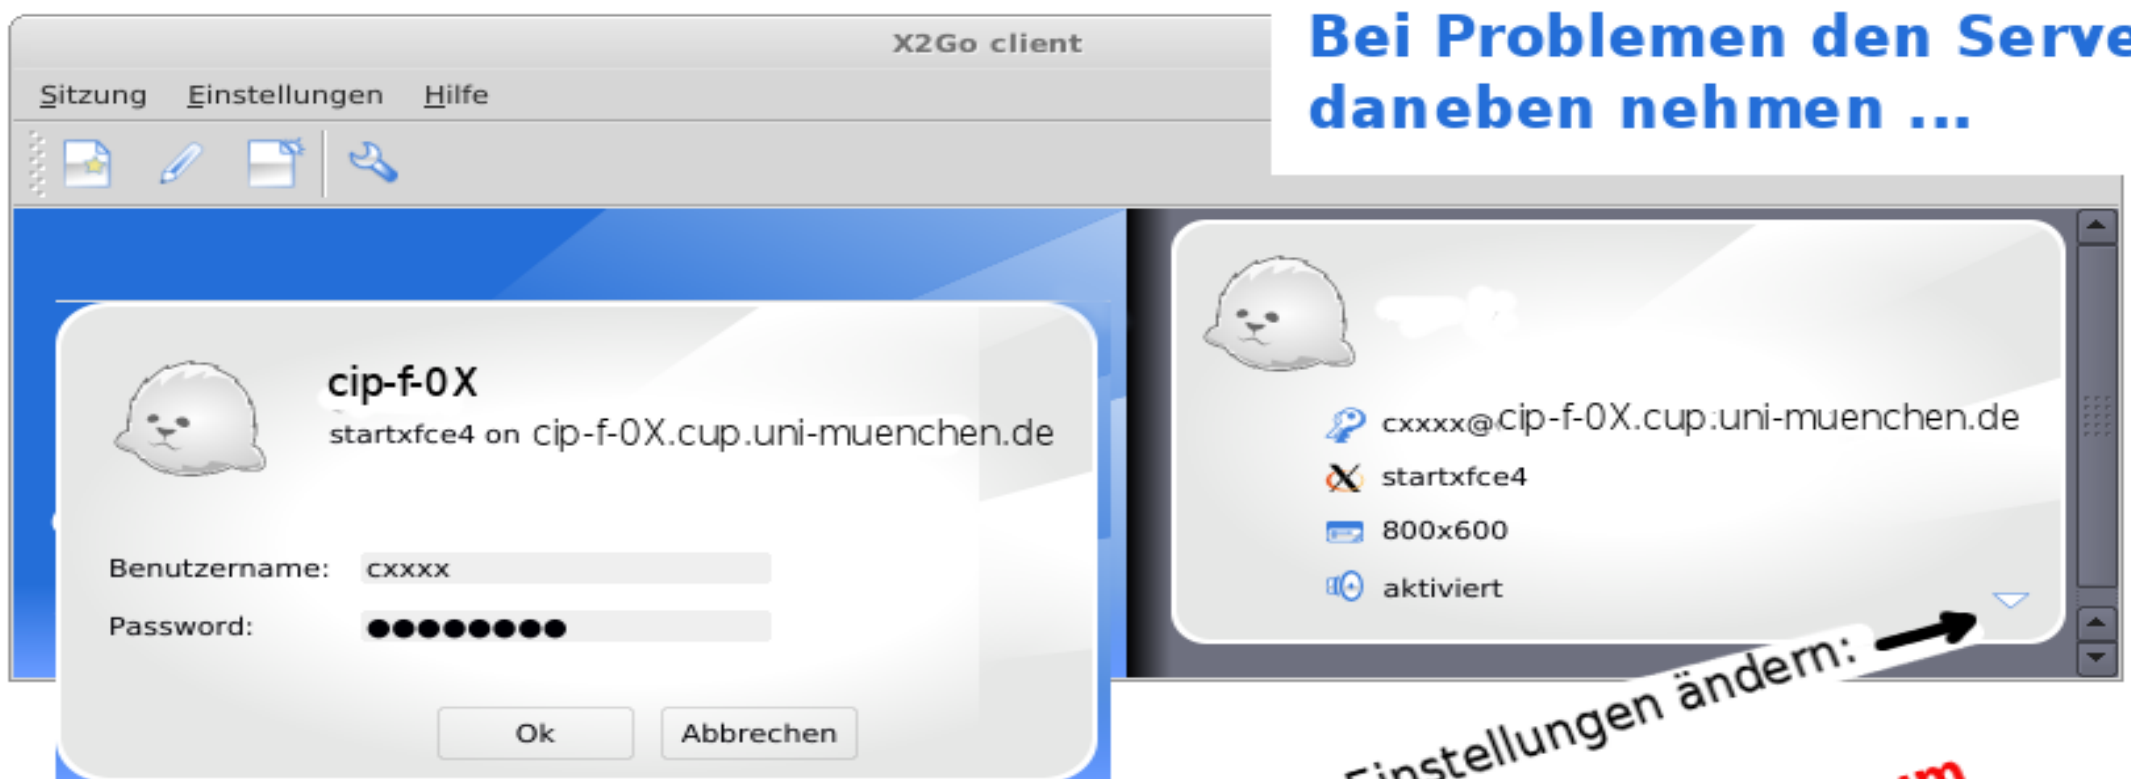 X2Go client
Bei Problemen den Serve
daneben nehmen ...
Sitzung Einstellungen Hilfe
cip-f-0X
startxfce4 on cip-f-0X.cup.uni-muenchen.de
Benutzername: cxxxx
Password: ●●●●●●●●
Ok Abbrechen
cxxxx@cip-f-0X.cup.uni-muenchen.de
startxfce4
800x600
aktiviert
Einstellungen ändern: